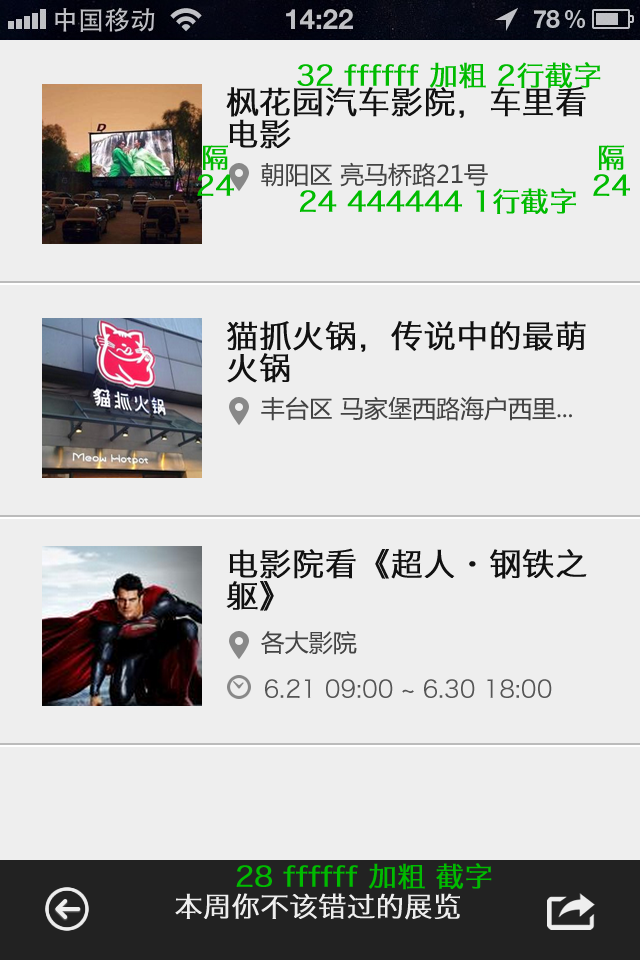 中国移动 14:22 78%
32 ffffff 加粗 2行截字
枫花园汽车影院，车里看
电影
隔
24
隔
24
朝阳区 亮马桥路21号
24 444444 1行截字
猫抓火锅，传说中的最萌
火锅
丰台区 马家堡西路海户西里...
猫抓火锅
Meow Hotpot
电影院看《超人·钢铁之
躯》
各大影院
6.21 09:00 ~ 6.30 18:00
28 ffffff 加粗 截字
本周你不该错过的展览